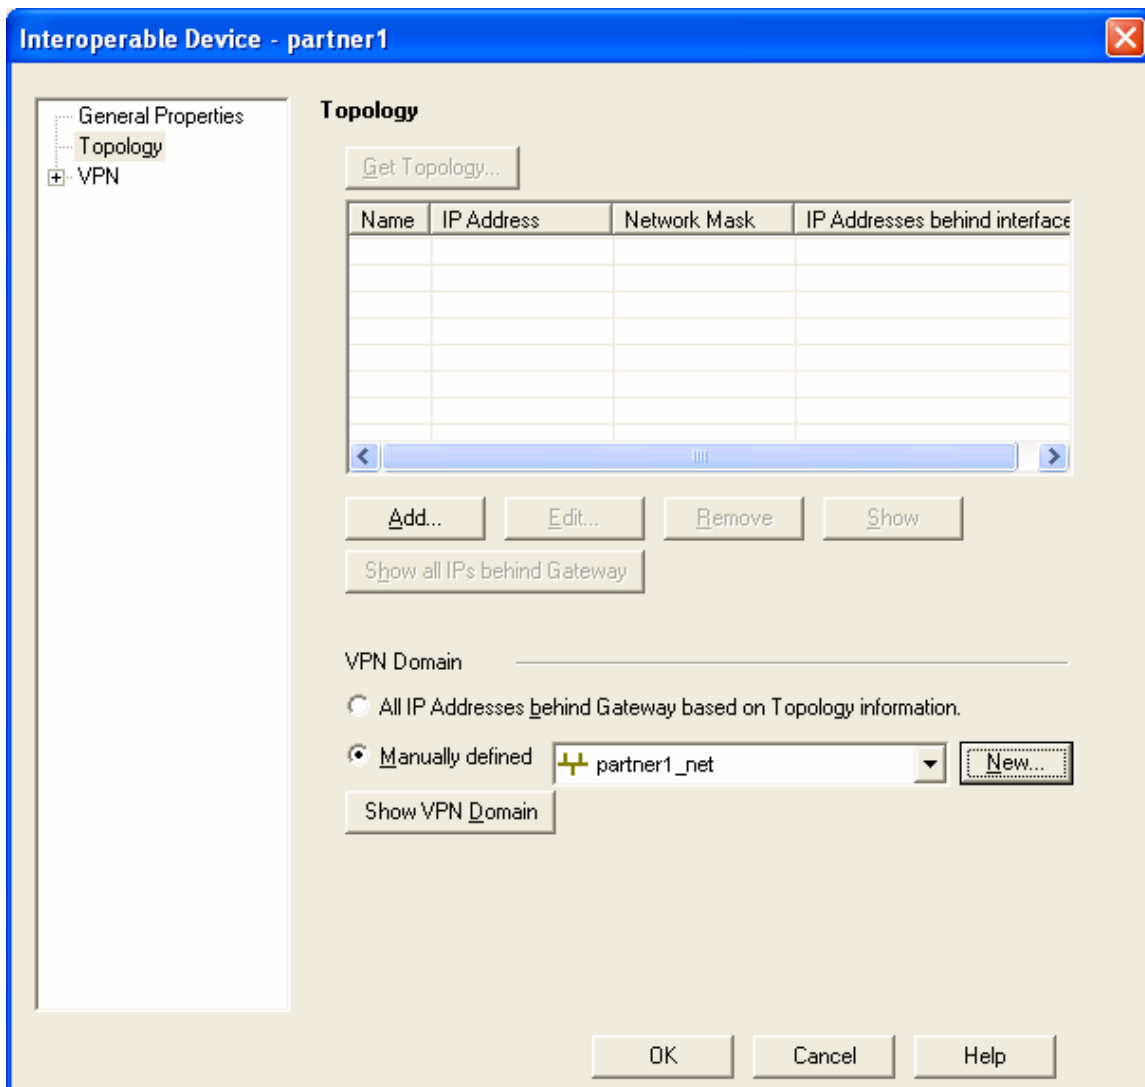 Interoperable Device - partner1
General Properties
Topology
VPN
Topology
Get Topology...
Name IP Address Network Mask IP Addresses behind interface
Add... Edit... Remove Show
Show all IPs behind Gateway
VPN Domain
All IP Addresses behind Gateway based on Topology information.
Manually defined partner1_net New...
Show VPN Domain
OK Cancel Help